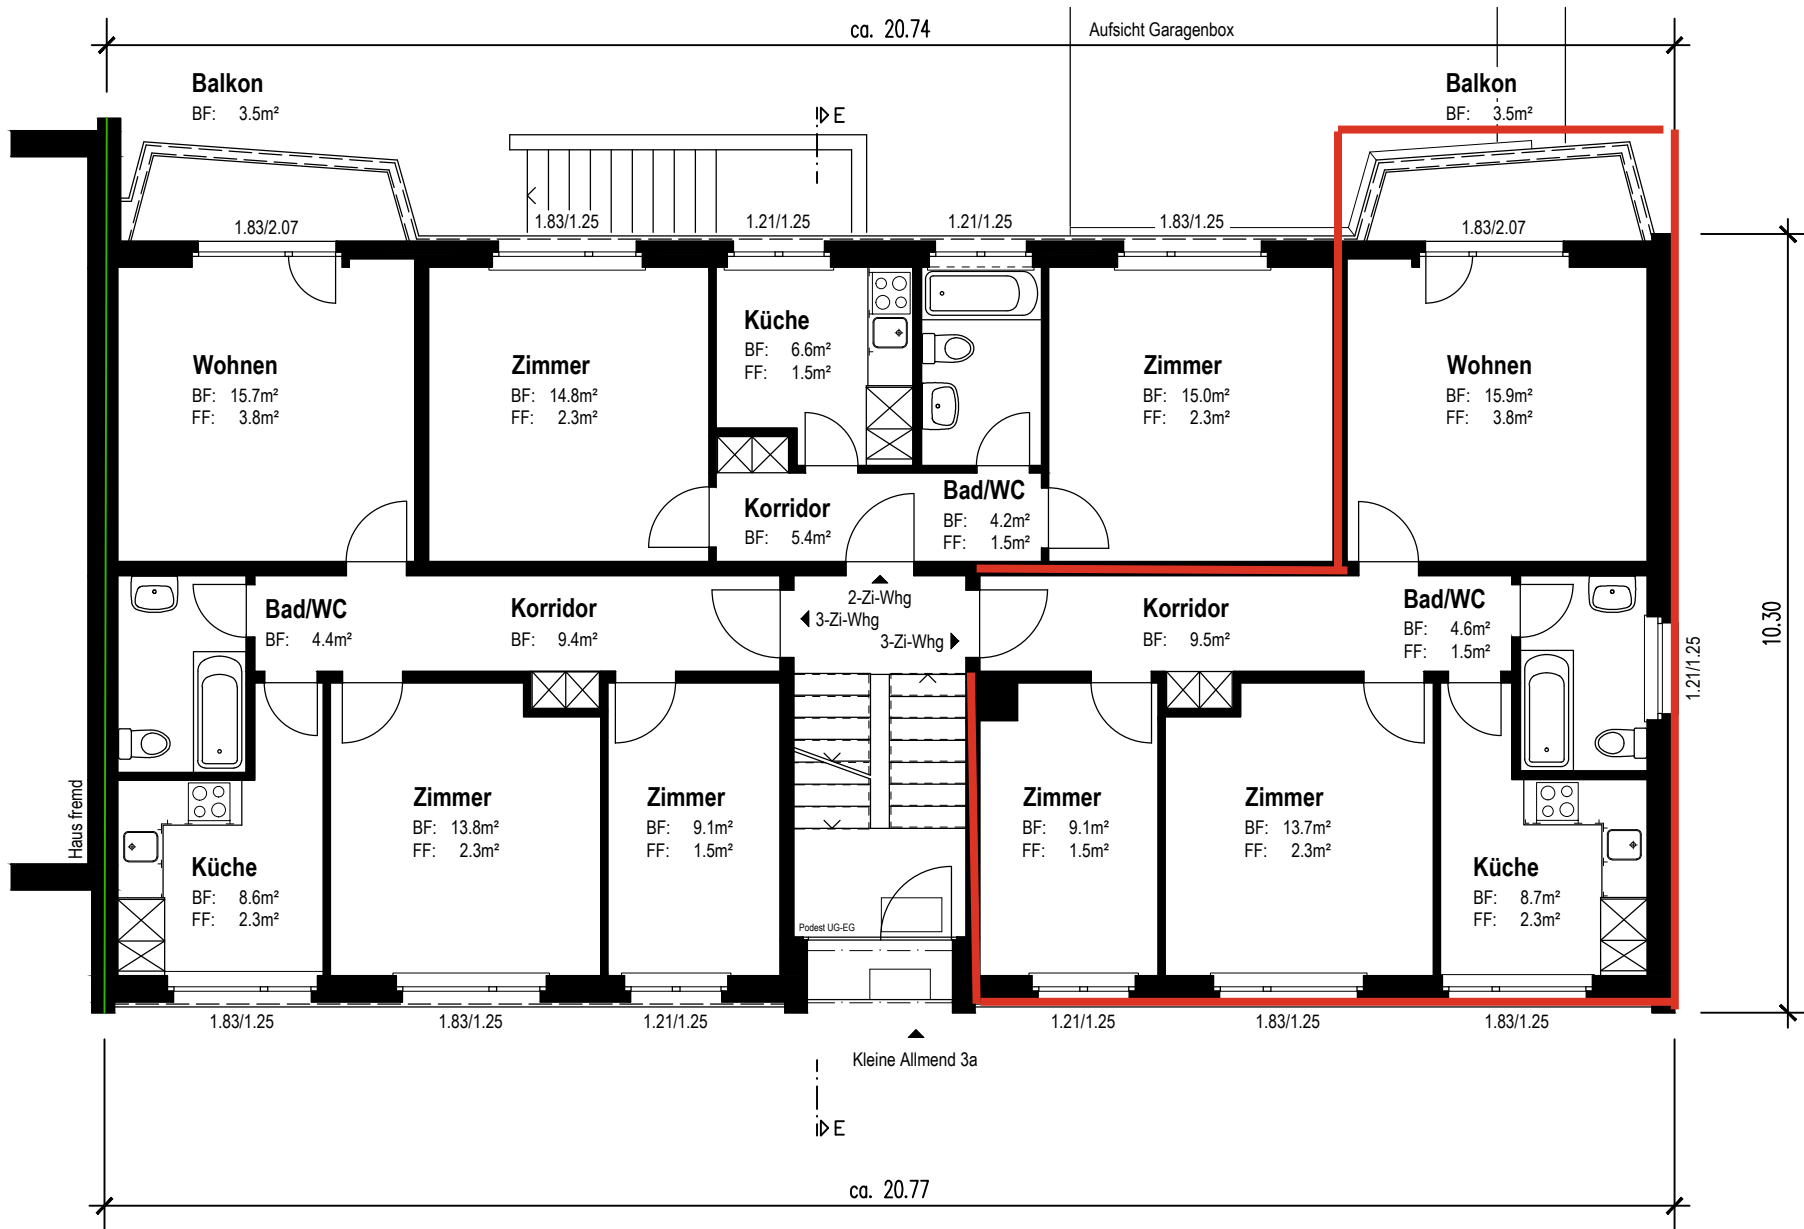 ca. 20.74
Aufsicht Garagenbox
Balkon
BF: 3.5m²
E
Balkon
BF: 3.5m²
1.83/2.07
1.83/1.25
1.21/1.25
1.21/1.25
1.83/1.25
1.83/2.07
Wohnen
BF: 15.7m²
FF: 3.8m²
Zimmer
BF: 14.8m²
FF: 2.3m²
Küche
BF: 6.6m²
FF: 1.5m²
Zimmer
BF: 15.0m²
FF: 2.3m²
Wohnen
BF: 15.9m²
FF: 3.8m²
Korridor
BF: 5.4m²
Bad/WC
BF: 4.2m²
FF: 1.5m²
Bad/WC
BF: 4.4m²
Korridor
BF: 9.4m²
2-Zi-Whg
3-Zi-Whg
3-Zi-Whg
Korridor
BF: 9.5m²
Bad/WC
BF: 4.6m²
FF: 1.5m²
1.21/1.25
10.30
Haus fremd
Küche
BF: 8.6m²
FF: 2.3m²
Zimmer
BF: 13.8m²
FF: 2.3m²
Zimmer
BF: 9.1m²
FF: 1.5m²
Podest UG-EG
Zimmer
BF: 9.1m²
FF: 1.5m²
Zimmer
BF: 13.7m²
FF: 2.3m²
Küche
BF: 8.7m²
FF: 2.3m²
1.83/1.25
1.83/1.25
1.21/1.25
1.21/1.25
1.83/1.25
1.83/1.25
Kleine Allmend 3a
E
ca. 20.77